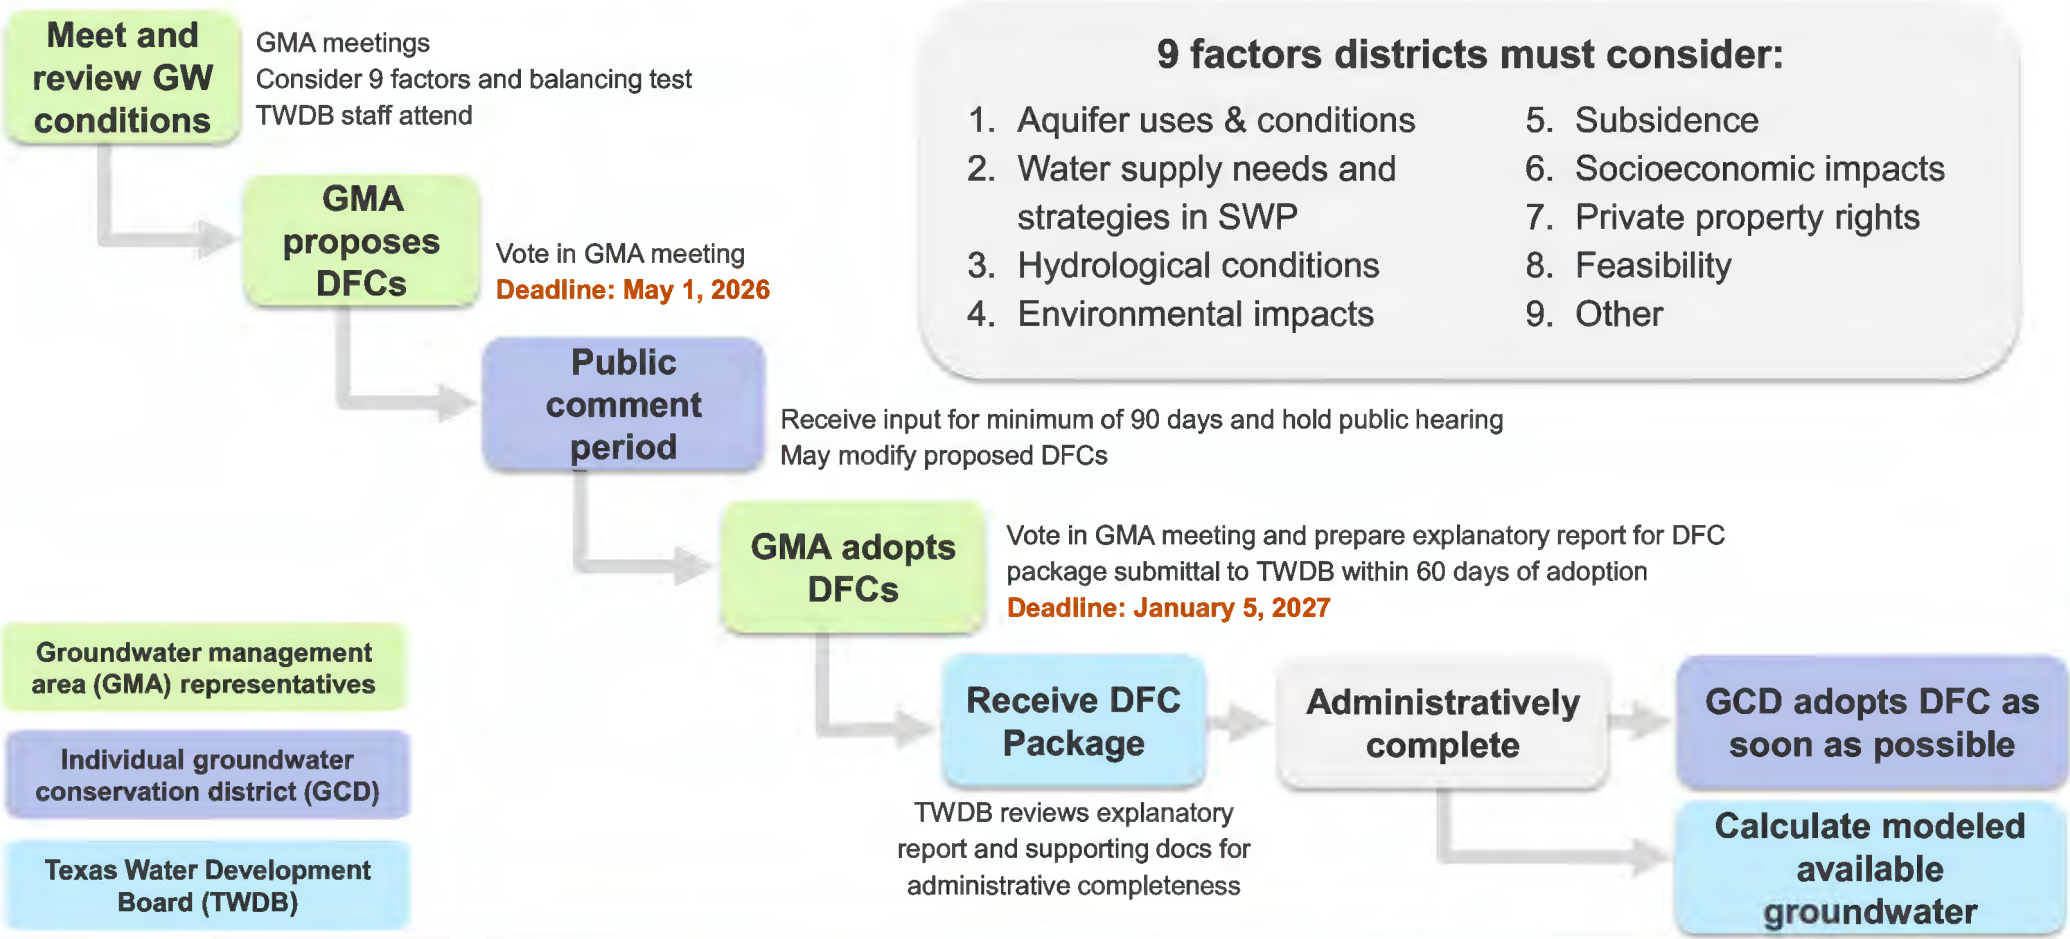 Meet and
review GW
conditions
GMA meetings
Consider 9 factors and balancing test
TWDB staff attend
9 factors districts must consider:
1. Aquifer uses & conditions
2. Water supply needs and
strategies in SWP
3. Hydrological conditions
4. Environmental impacts
5. Subsidence
6. Socioeconomic impacts
7. Private property rights
8. Feasibility
9. Other
GMA
proposes
DFCs
Vote in GMA meeting
Deadline: May 1, 2026
Public
comment
period
Receive input for minimum of 90 days and hold public hearing
May modify proposed DFCs
GMA adopts
DFCs
Vote in GMA meeting and prepare explanatory report for DFC
package submittal to TWDB within 60 days of adoption
Deadline: January 5, 2027
Receive DFC
Package
TWDB reviews explanatory
report and supporting docs for
administrative completeness
Administratively
complete
GCD adopts DFC as
soon as possible
Calculate modeled
available
groundwater
Groundwater management
area (GMA) representatives
Individual groundwater
conservation district (GCD)
Texas Water Development
Board (TWDB)